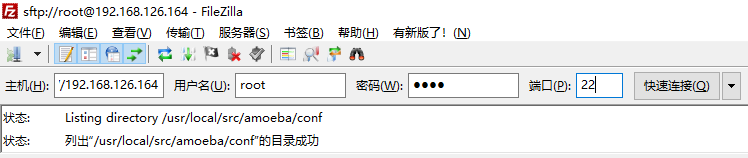 sftp://root@192.168.126.164 - FileZilla
文件(F) 编辑(E) 查看(V) 传输(T) 服务器(S) 书签(B) 帮助(H) 有新版了！(N)
主机(H): '/192.168.126.164 用户名(U): root 密码(W): ●●●● 端口(P): 22 快速连接(Q)
状态: Listing directory /usr/local/src/amoeba/conf
状态: 列出“/usr/local/src/amoeba/conf”的目录成功